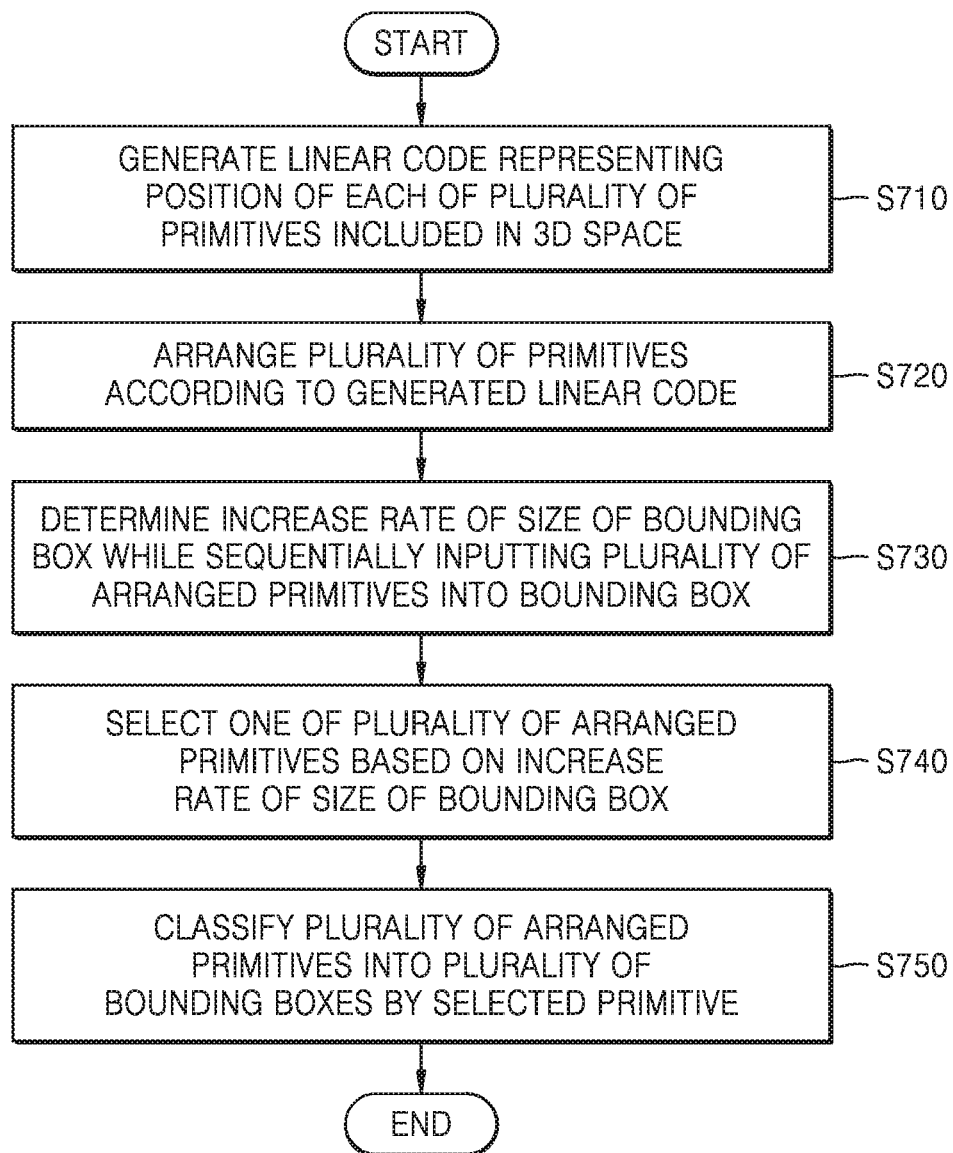 START
GENERATE LINEAR CODE REPRESENTING
POSITION OF EACH OF PLURALITY OF
PRIMITIVES INCLUDED IN 3D SPACE
S710
ARRANGE PLURALITY OF PRIMITIVES
ACCORDING TO GENERATED LINEAR CODE
S720
DETERMINE INCREASE RATE OF SIZE OF BOUNDING
BOX WHILE SEQUENTIALLY INPUTTING PLURALITY OF
ARRANGED PRIMITIVES INTO BOUNDING BOX
S730
SELECT ONE OF PLURALITY OF ARRANGED
PRIMITIVES BASED ON INCREASE
RATE OF SIZE OF BOUNDING BOX
S740
CLASSIFY PLURALITY OF ARRANGED
PRIMITIVES INTO PLURALITY OF
BOUNDING BOXES BY SELECTED PRIMITIVE
S750
END